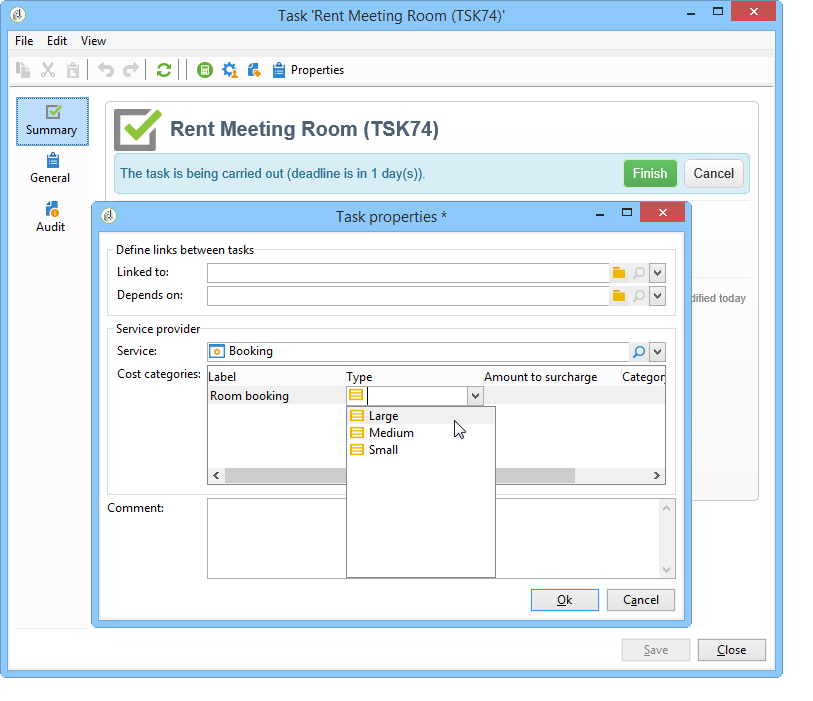 Task 'Rent Meeting Room (TSK74)'
File Edit View
Properties
Summary
General
Audit
Rent Meeting Room (TSK74)
The task is being carried out (deadline is in 1 day(s)).
Finish
Cancel
Task properties *
Define links between tasks
Linked to:
Depends on:
dified today
Service provider
Service:
Booking
Cost categories:
Label Type Amount to surcharge Categor
Room booking
Large
Medium
Small
Comment:
Ok Cancel
Save Close